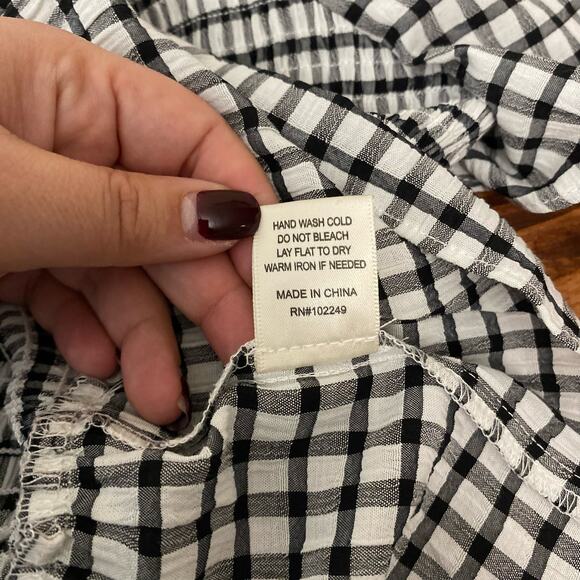 HAND WASH COLD
DO NOT BLEACH
LAY FLAT TO DRY
WARM IRON IF NEEDED
MADE IN CHINA
RN#102249